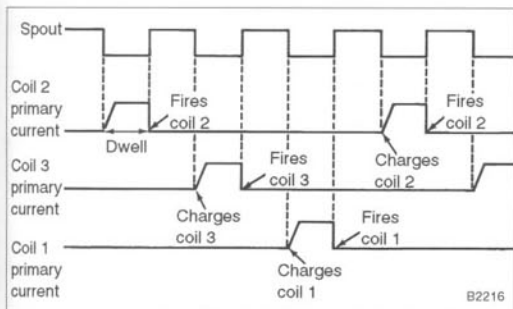 Spout
Coil 2
primary
current
Fires
coil 2
Dwell
Charges
coil 2
Fires
coil 2
Coil 3
primary
current
Charges
coil 3
Fires
coil 3
Coil 1
primary
current
Charges
coil 1
Fires
coil 1
B2216